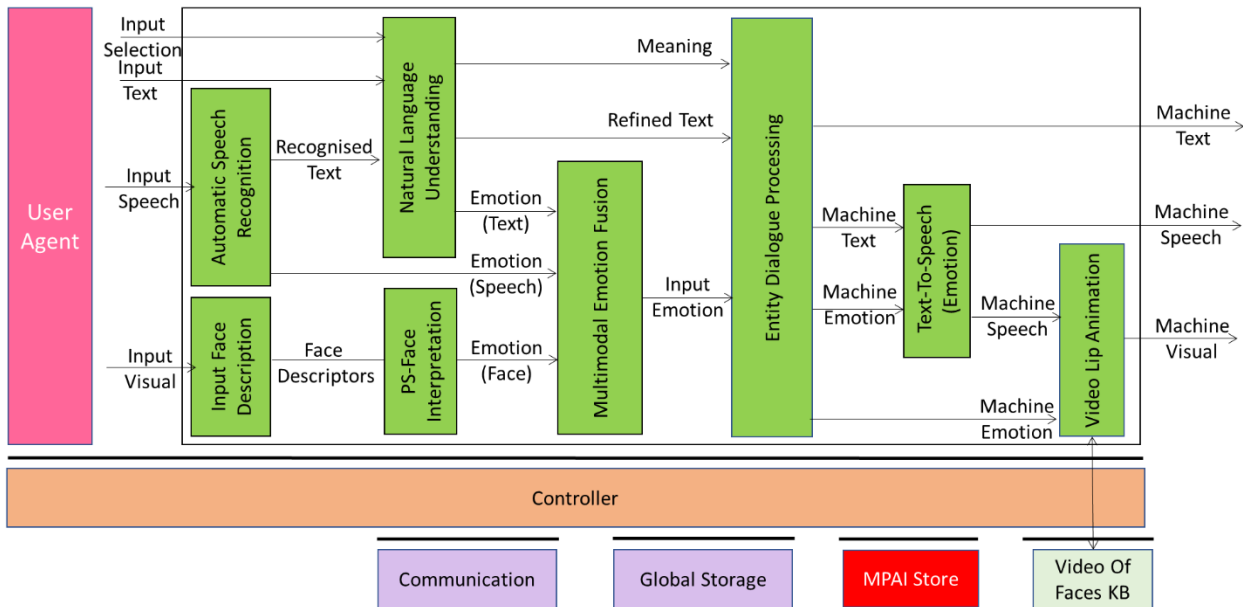 User
Agent
Input
Selection
Input
Text
Input
Speech
Input
Visual
Automatic Speech
Recognition
Input Face
Description
Recognised
Text
Face
Descriptors
Natural Language
Understanding
PS-Face
Interpretation
Meaning
Refined Text
Emotion
(Text)
Emotion
(Speech)
Emotion
(Face)
Multimodal Emotion Fusion
Input
Emotion
Entity Dialogue Processing
Machine
Text
Machine
Emotion
Text-To-Speech
(Emotion)
Machine
Speech
Machine
Emotion
Video Lip Animation
Machine
Text
Machine
Speech
Machine
Visual
Controller
Communication
Global Storage
MPAI Store
Video Of
Faces KB